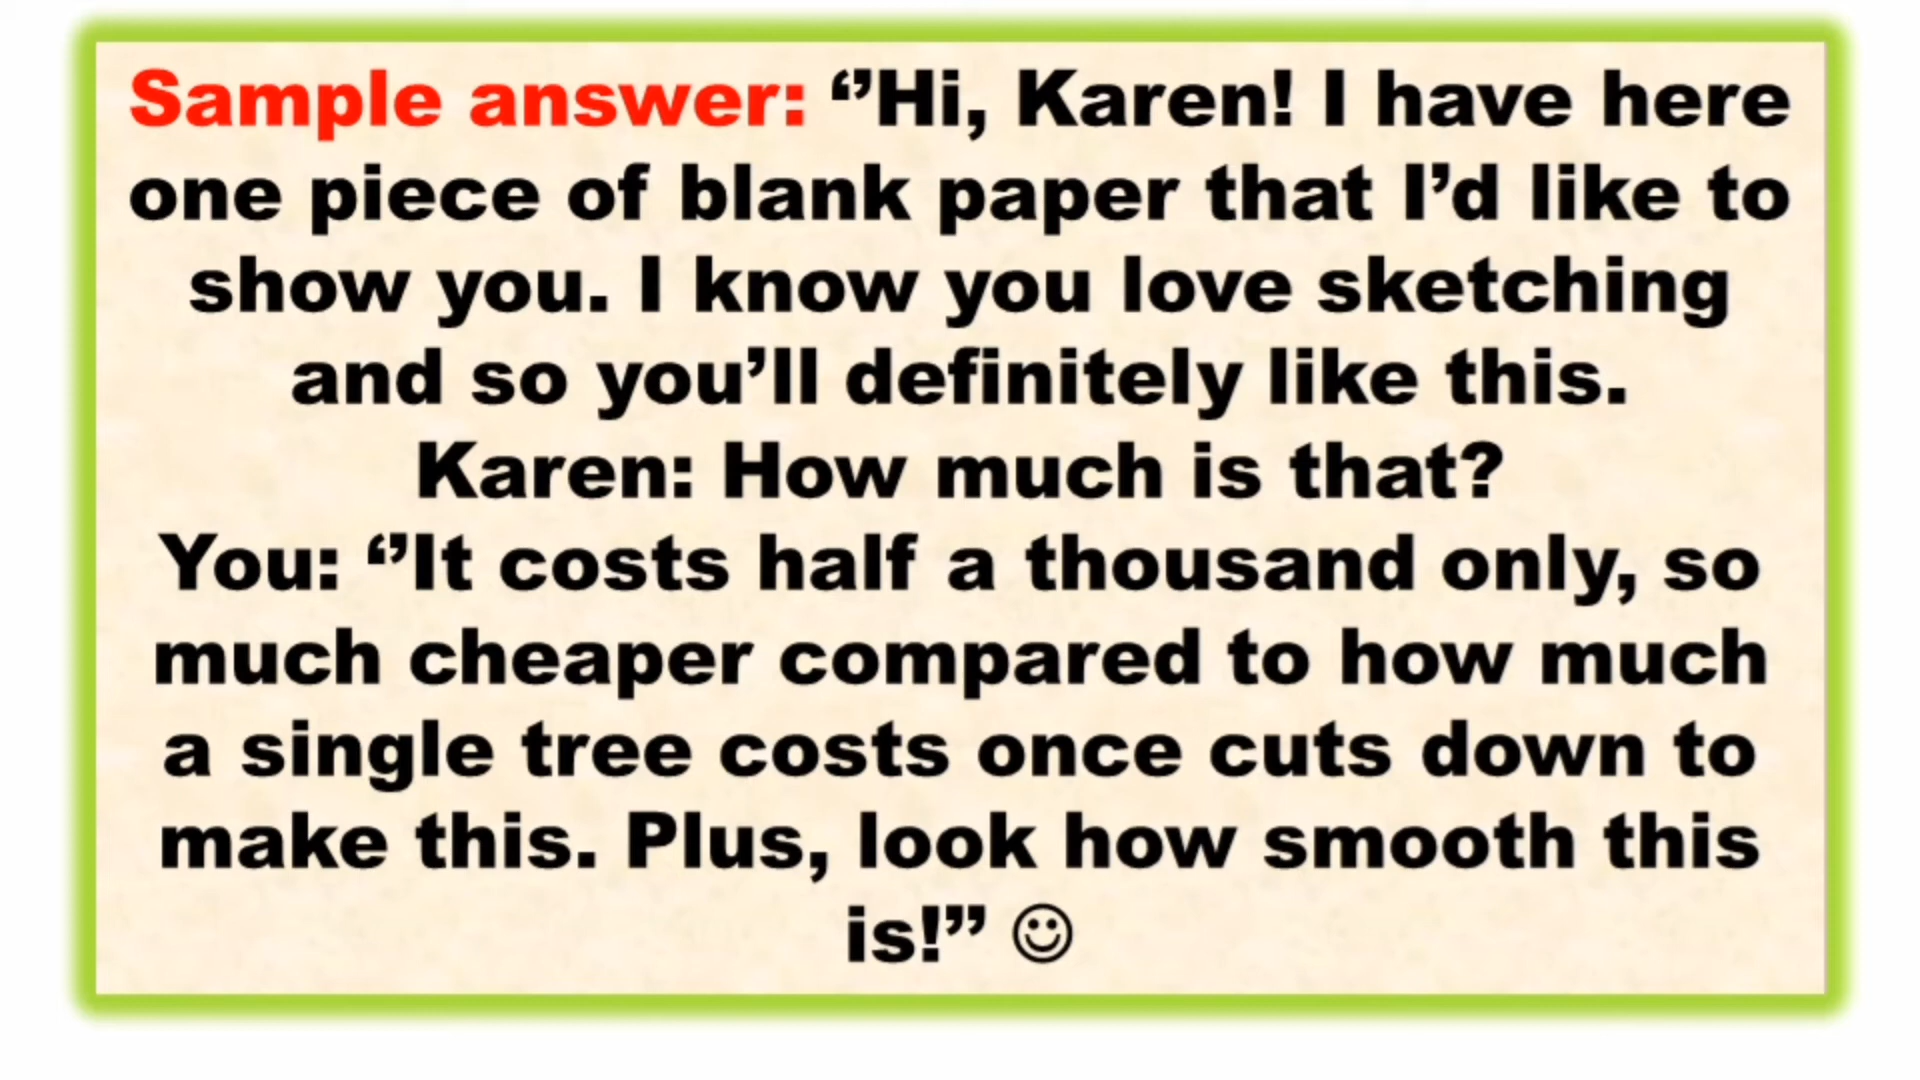 Sample answer: ‘’Hi, Karen! I have here
one piece of blank paper that I’d like to
show you. I know you love sketching
and so you’ll definitely like this.
Karen: How much is that?
You: ‘’It costs half a thousand only, so
much cheaper compared to how much
a single tree costs once cuts down to
make this. Plus, look how smooth this
is!’’ ☺